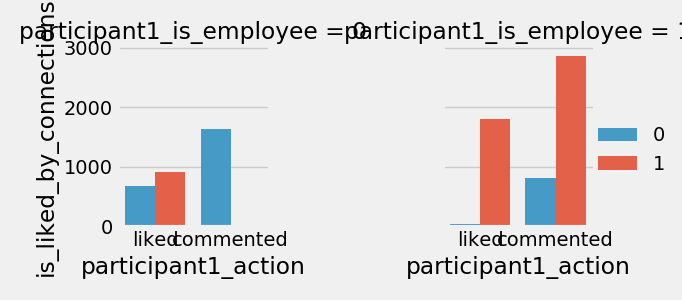 participant1_is_employee = 0
participant1_is_employee = 1
is_liked_by_connections
3000
2000
1000
0
liked
commented
liked
commented
participant1_action
participant1_action
0
1